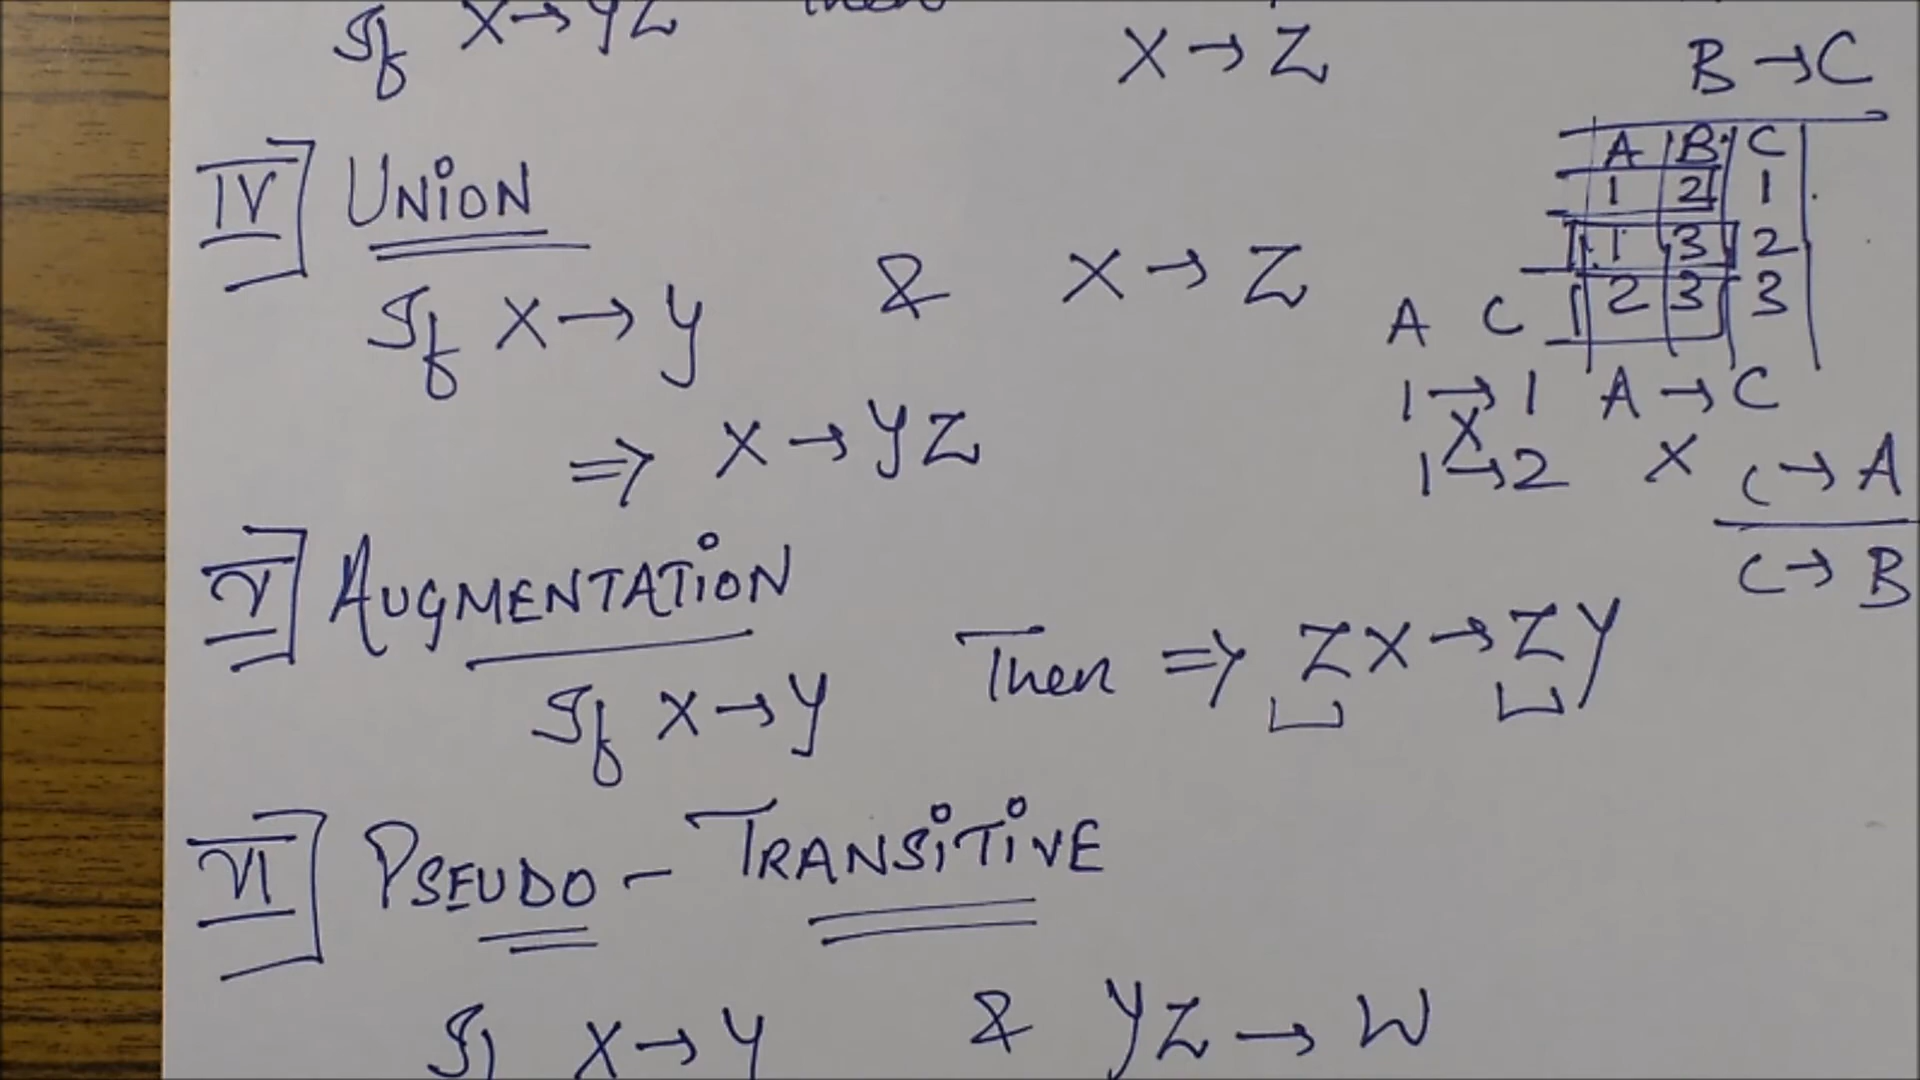 If X → YZ Then
X → Z
IV UNION
If X → Y & X → Z
⇒ X → YZ
V AUGMENTATION
If X → Y Then ⇒ ZX → ZY
VI PSEUDO - TRANSITIVE
If X → Y & YZ → W
B → C
A B C
1 2 1
1 3 2
2 3 3
A C
1 → 1
1 → 2
A → C
X
C → A
C → B